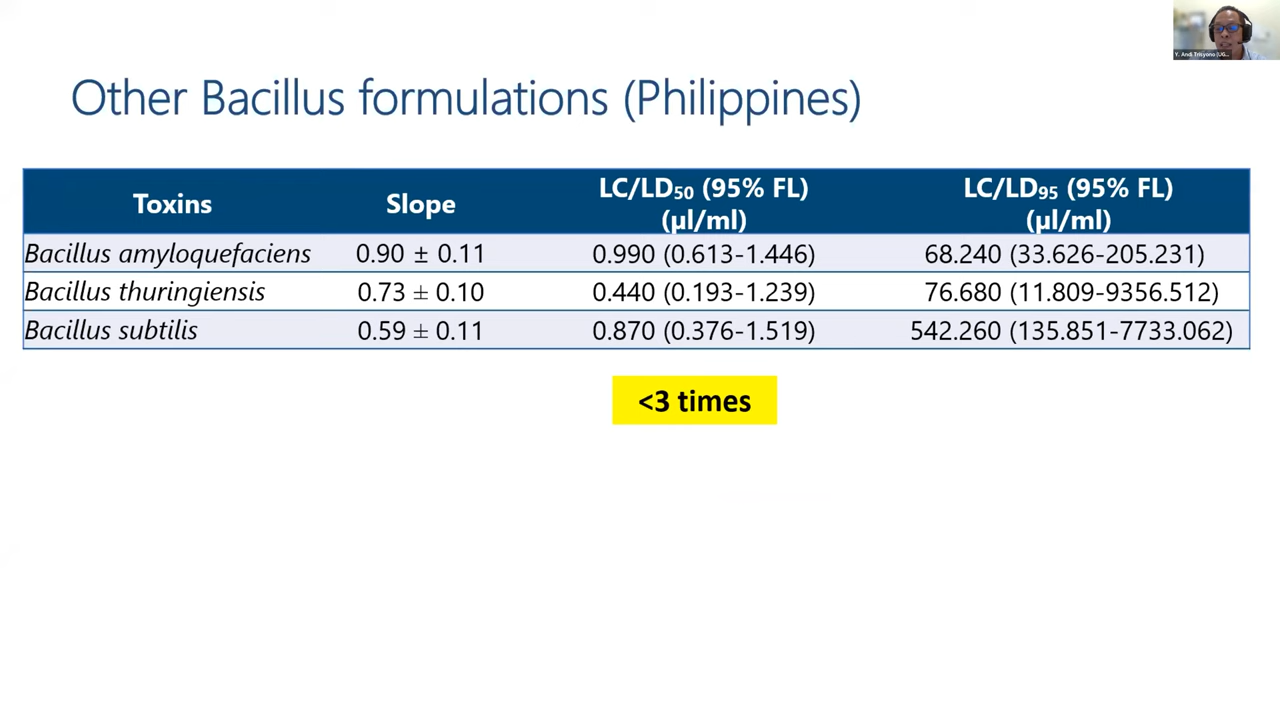 Y. Andi Trisyono (UG...
Other Bacillus formulations (Philippines)
Toxins Slope LC/LD50 (95% FL) (µl/ml) LC/LD95 (95% FL) (µl/ml)
Bacillus amyloquefaciens 0.90 ± 0.11 0.990 (0.613-1.446) 68.240 (33.626-205.231)
Bacillus thuringiensis 0.73 ± 0.10 0.440 (0.193-1.239) 76.680 (11.809-9356.512)
Bacillus subtilis 0.59 ± 0.11 0.870 (0.376-1.519) 542.260 (135.851-7733.062)
<3 times